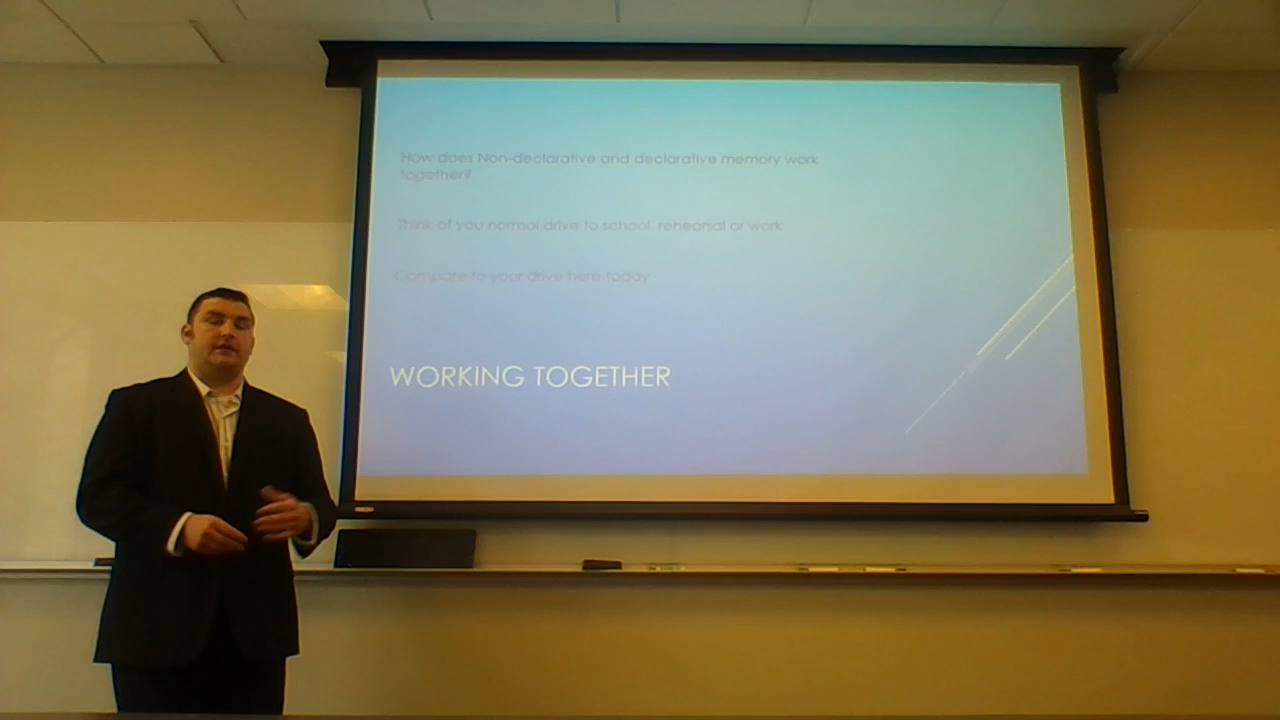 How does Non-declarative and declarative memory work
together?
Think of you normal drive to school, rehearsal or work
Compare to your drive here today
WORKING TOGETHER